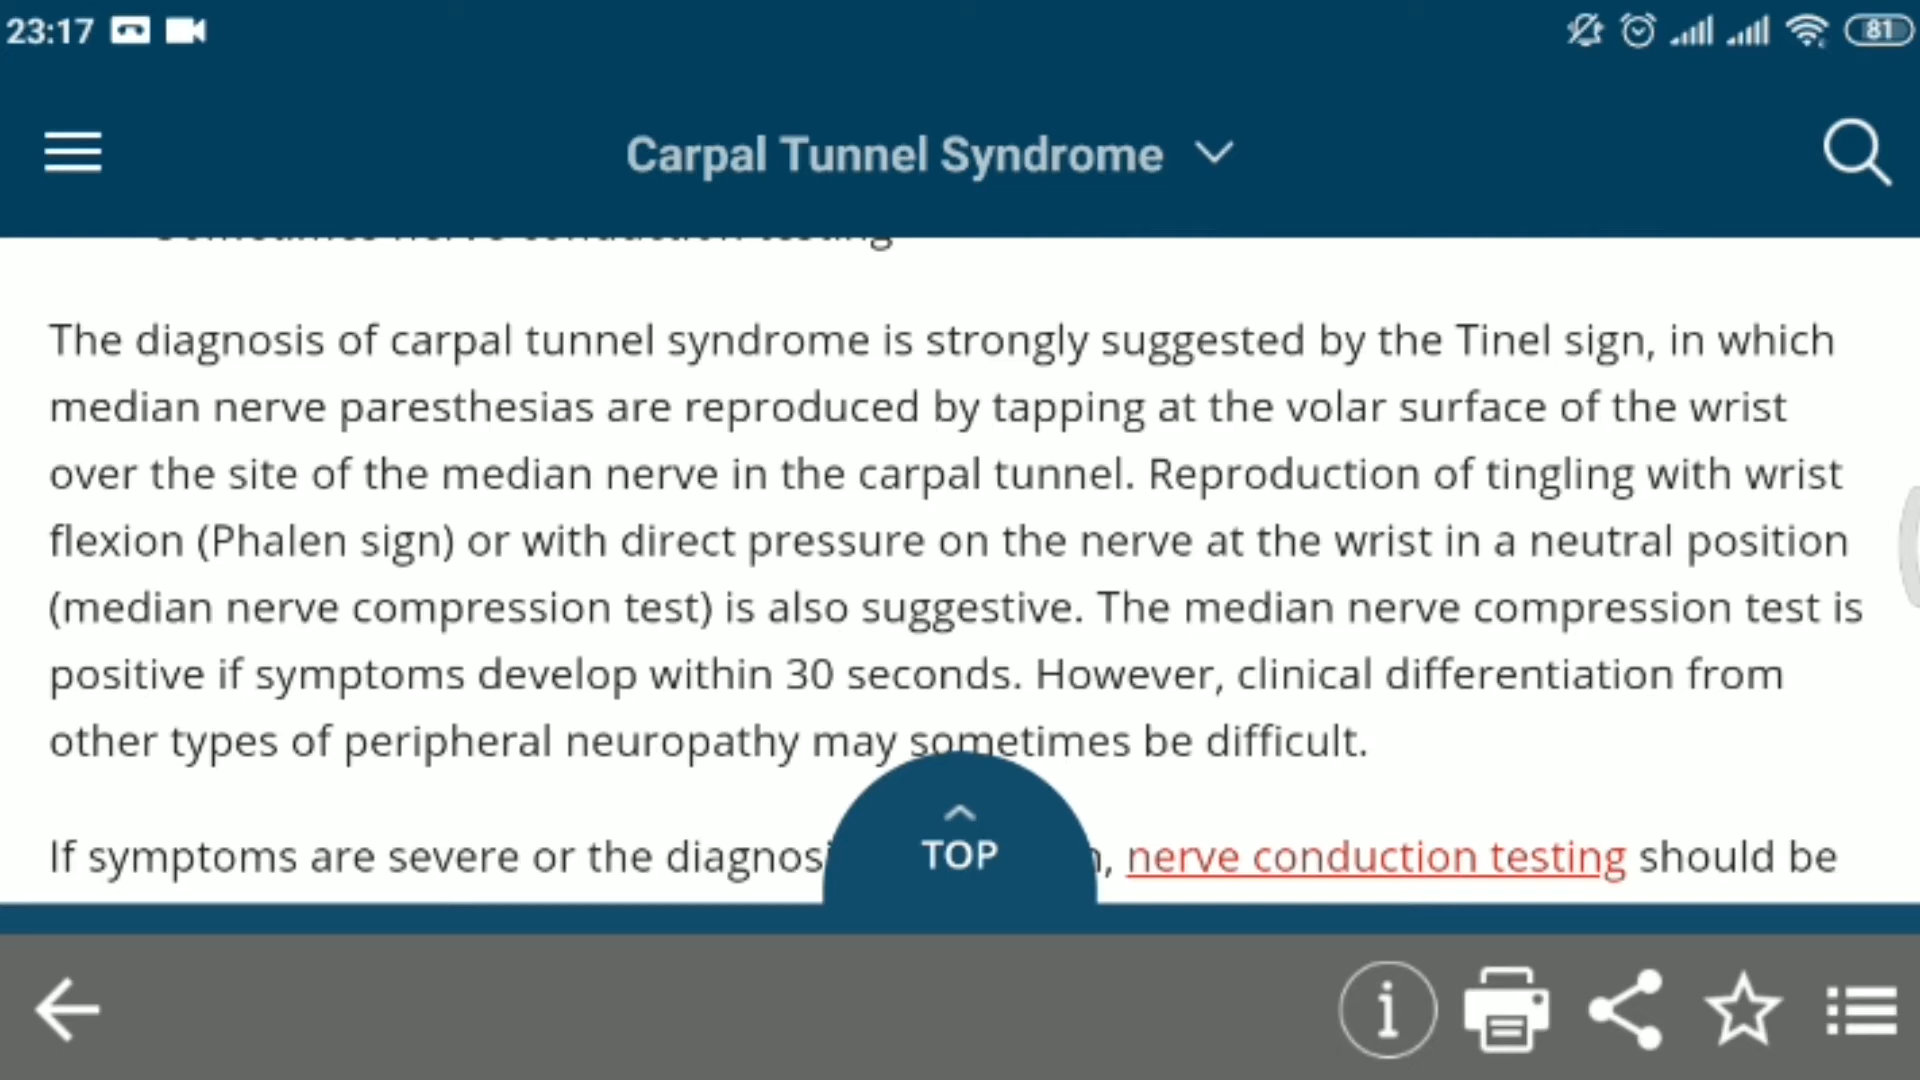 23:17
81
Carpal Tunnel Syndrome
The diagnosis of carpal tunnel syndrome is strongly suggested by the Tinel sign, in which
median nerve paresthesias are reproduced by tapping at the volar surface of the wrist
over the site of the median nerve in the carpal tunnel. Reproduction of tingling with wrist
flexion (Phalen sign) or with direct pressure on the nerve at the wrist in a neutral position
(median nerve compression test) is also suggestive. The median nerve compression test is
positive if symptoms develop within 30 seconds. However, clinical differentiation from
other types of peripheral neuropathy may sometimes be difficult.
If symptoms are severe or the nerve conduction testing should be
TOP